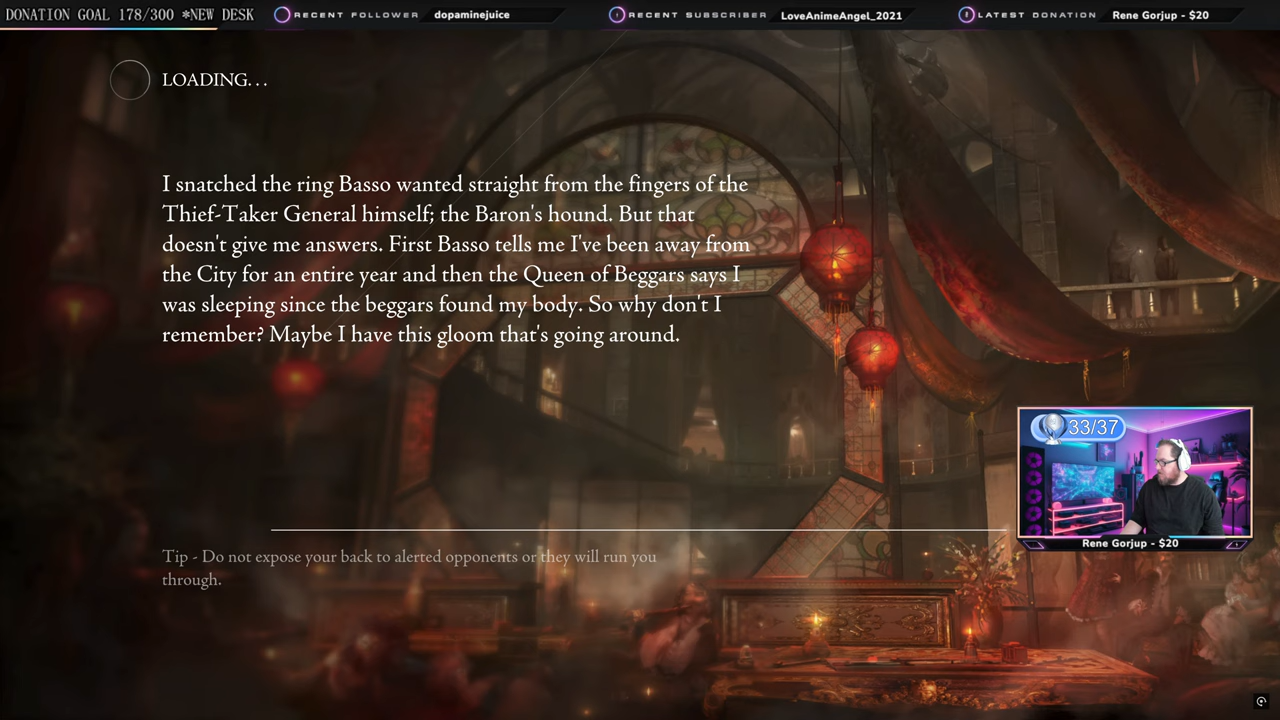 DONATION GOAL 178/300 *NEW DESK
RECENT FOLLOWER dopaminejuice
RECENT SUBSCRIBER LoveAnimeAngel_2021
LATEST DONATION Rene Gorjup - $20
LOADING...
I snatched the ring Basso wanted straight from the fingers of the
Thief-Taker General himself; the Baron's hound. But that
doesn't give me answers. First Basso tells me I've been away from
the City for an entire year and then the Queen of Beggars says I
was sleeping since the beggars found my body. So why don't I
remember? Maybe I have this gloom that's going around.
33/37
Rene Gorjup - $20
Tip - Do not expose your back to alerted opponents or they will run you
through.